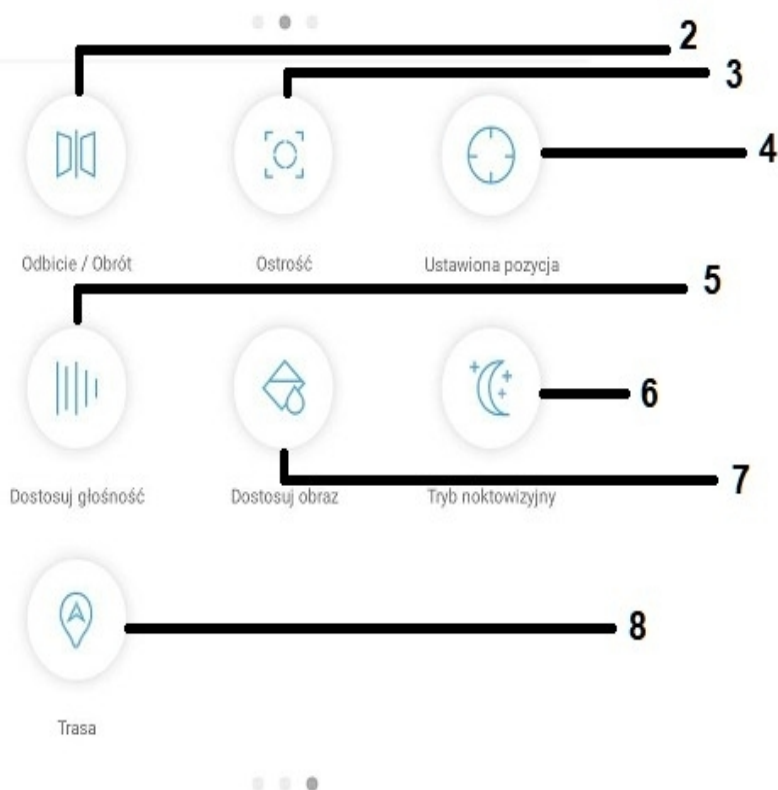 2
3
4
Odbicie / Obrót Ostrość Ustawiona pozycja
5
6
7
Dostosuj głośność Dostosuj obraz Tryb noktowizyjny
8
Trasa